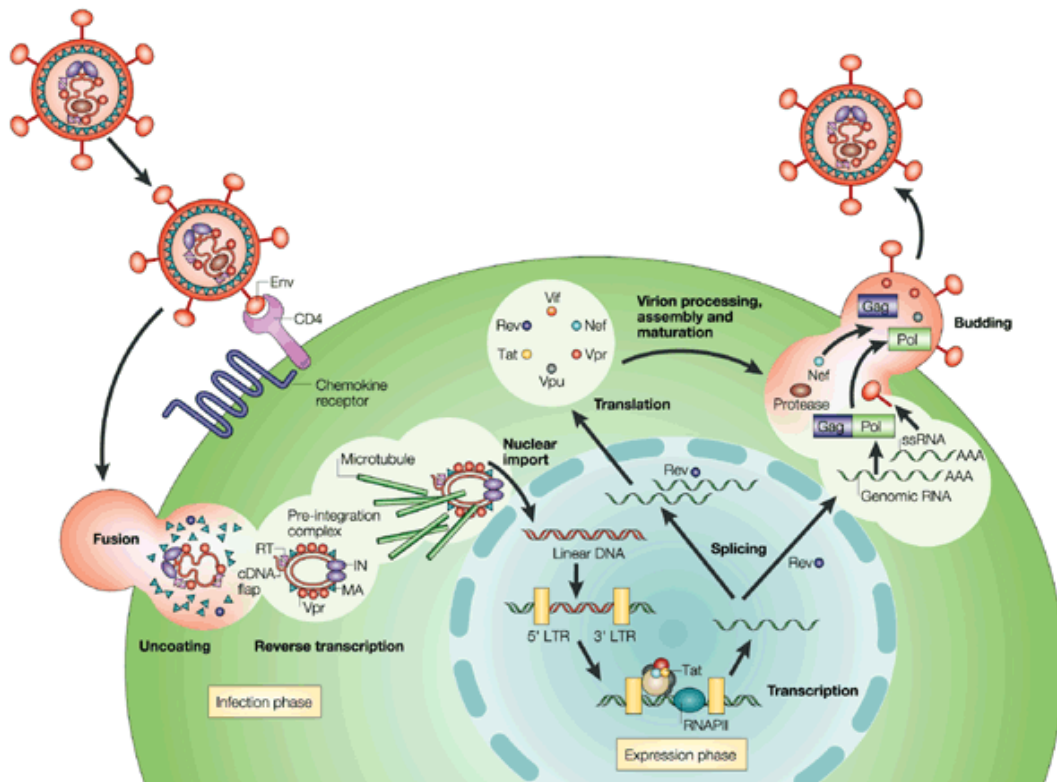 Env
CD4
Chemokine
receptor
Fusion
Uncoating
RT
cDNA
flap
Pre-integration
complex
IN
MA
Vpr
Reverse transcription
Microtubule
Nuclear
import
Infection phase
Linear DNA
5' LTR
3' LTR
Tat
RNAPII
Transcription
Expression phase
Splicing
Rev
Rev
Translation
Vif
Rev
Nef
Tat
Vpr
Vpu
Virion processing,
assembly and
maturation
Gag
Pol
Budding
Nef
Protease
Gag
Pol
ssRNA
AAA
AAA
Genomic RNA